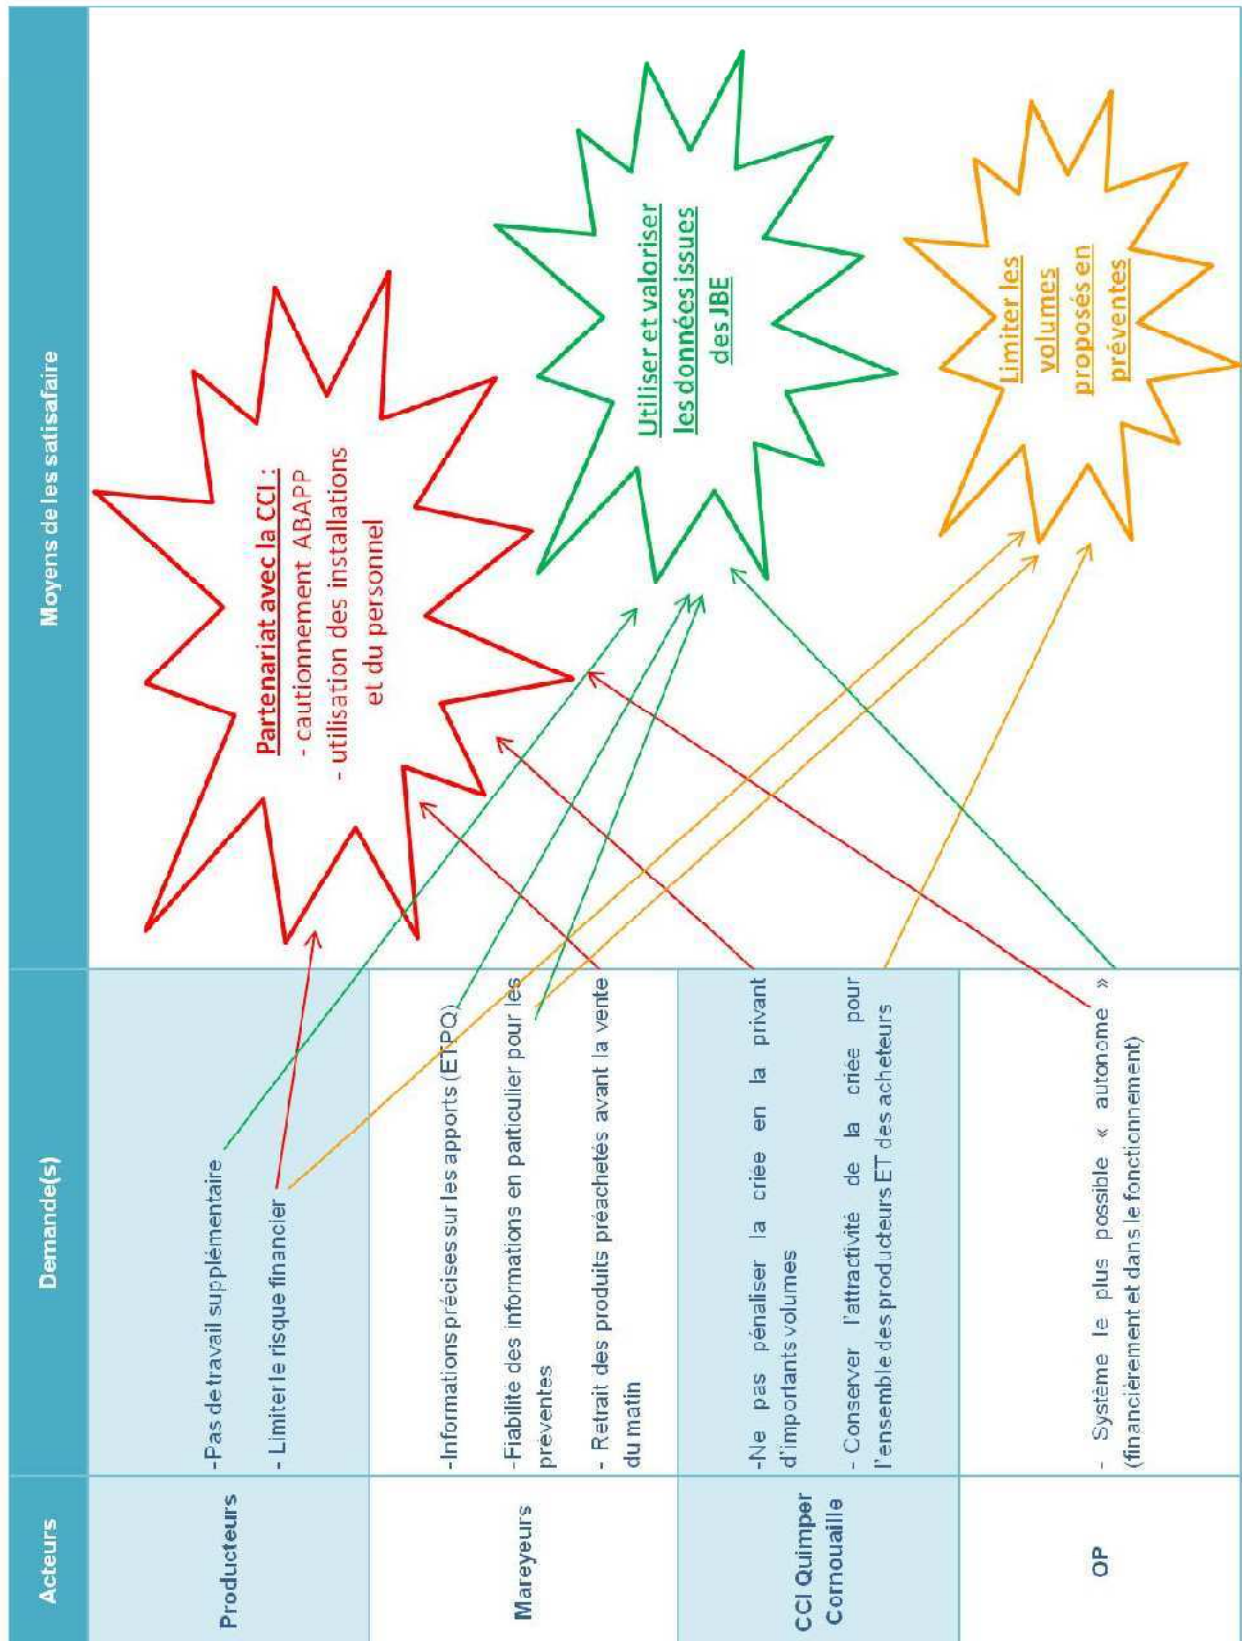 Acteurs
Demande(s)
Moyens de les satisafaire
Producteurs
-Pas de travail supplémentaire
- Limiter le risque financier
Mareyeurs
-Informations précises sur les apports (ETPQ)
-Fiabilité des informations en particulier pour les
préventes
- Retrait des produits préachetés avant la vente
du matin
CCI Quimper
Cornouaille
-Ne pas pénaliser la criée en la privant
d'importants volumes
- Conserver l'attractivité de la criée pour
l'ensemble des producteurs ET des acheteurs
OP
- Système le plus possible « autonome »
(financièrement et dans le fonctionnement)
Partenariat avec la CCI :
- cautionnement ABAPP
- utilisation des installations
et du personnel
Utiliser et valoriser
les données issues
des JBE
Limiter les
volumes
proposés en
préventes